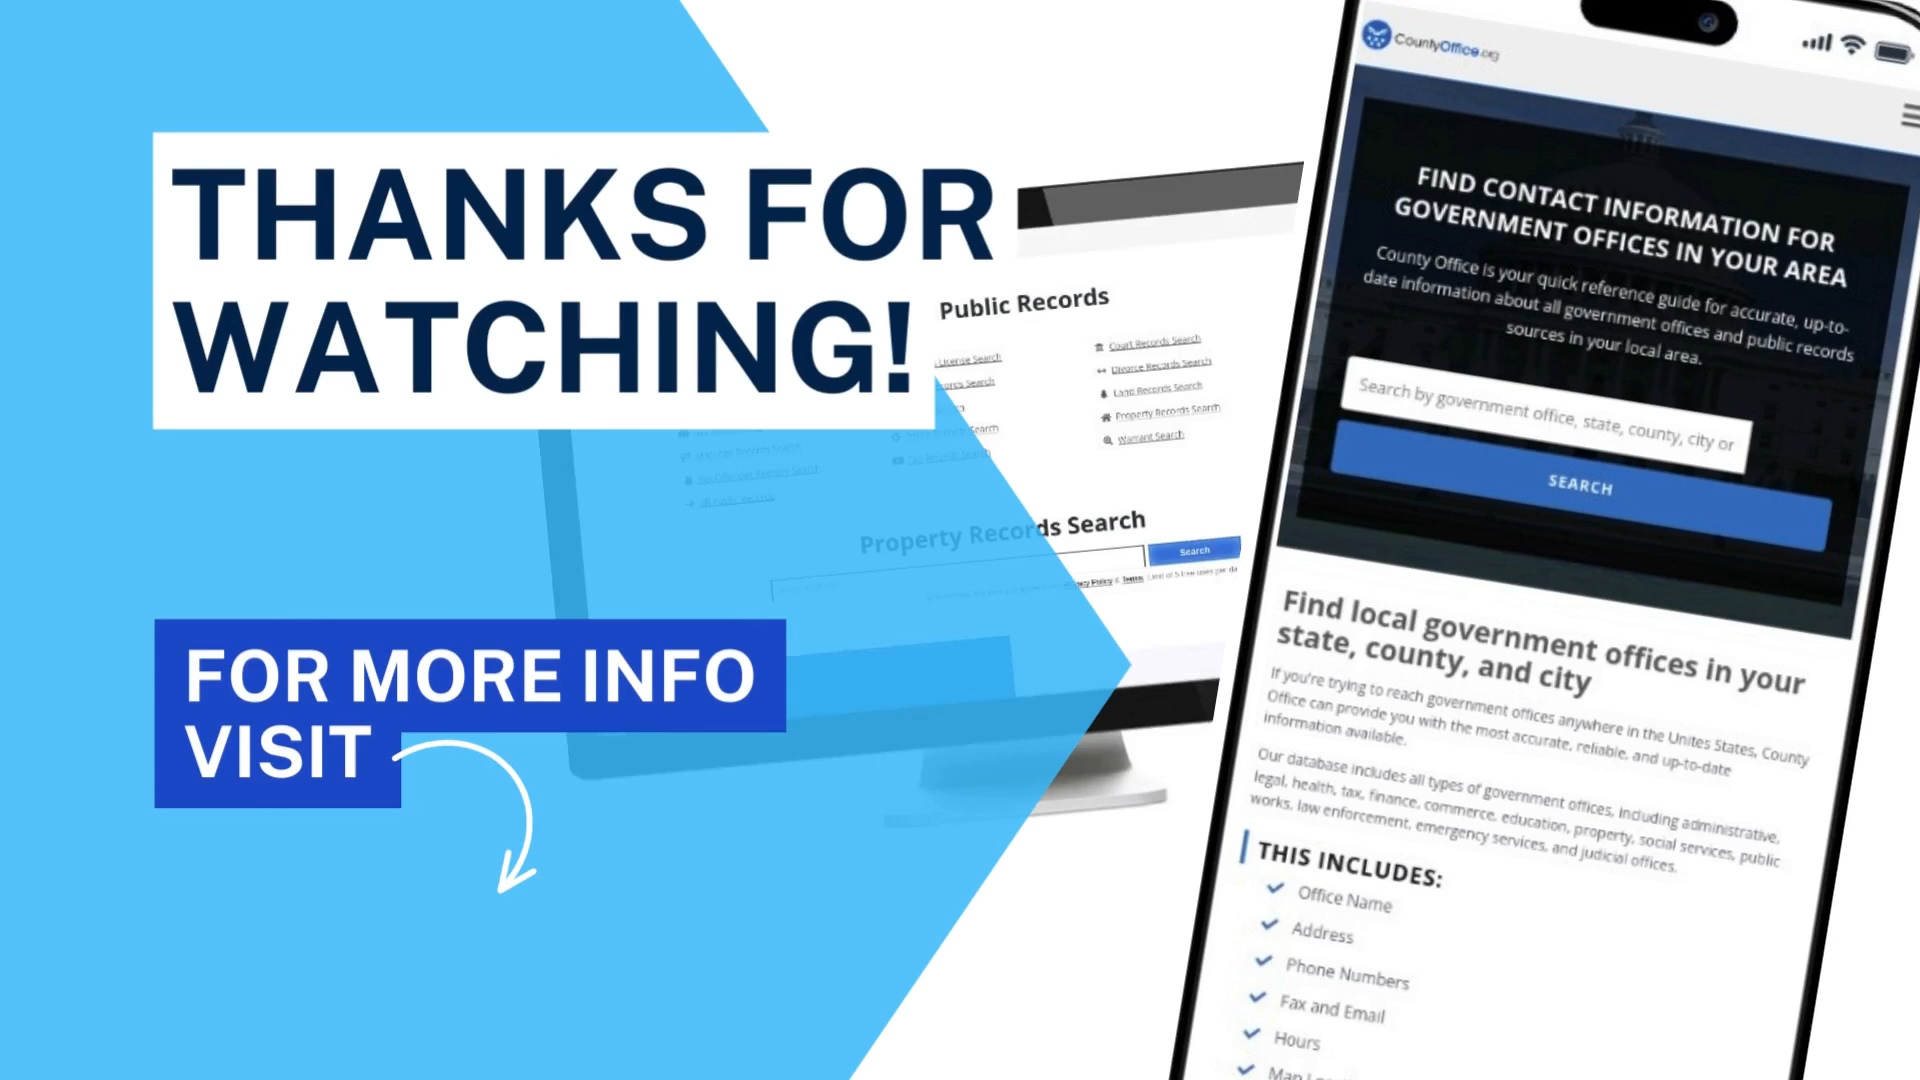 THANKS FOR
WATCHING!
FOR MORE INFO
VISIT
Public Records
License Search
Search
Search
Court Records Search
Divorce Records Search
Land Records Search
Property Records Search
Warrant Search
Property Records Search
Search
Policy & Terms
CountyOffice.org
FIND CONTACT INFORMATION FOR
GOVERNMENT OFFICES IN YOUR AREA
County Office is your quick reference guide for accurate, up-to-
date information about all government offices and public records
sources in your local area.
Search by government office, state, county, city or
SEARCH
Find local government offices in your
state, county, and city
If you're trying to reach government offices anywhere in the Unites States, County
Office can provide you with the most accurate, reliable, and up-to-date
information available.
Our database includes all types of government offices, including administrative,
legal, health, tax, finance, commerce, education, property, social services, public
works, law enforcement, emergency services, and judicial offices.
THIS INCLUDES:
Office Name
Address
Phone Numbers
Fax and Email
Hours